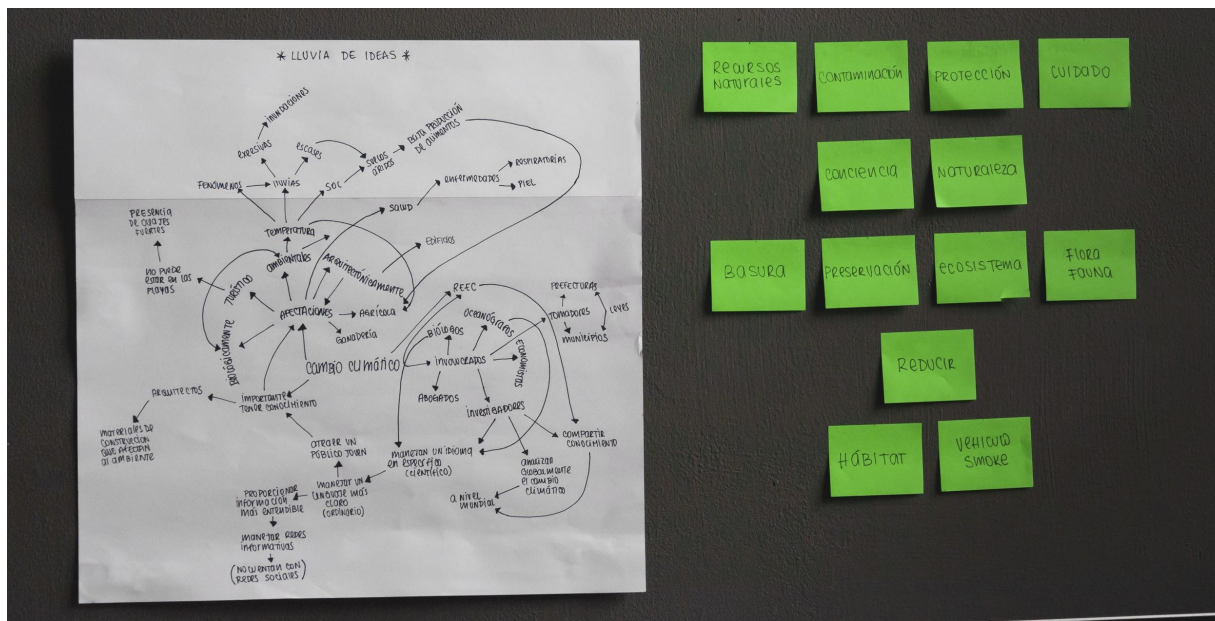 * LLUVIA DE IDEAS *
INUNDACIONES
EXCESIVAS
ESCASES
FENÓMENOS
LLUVIAS
SOL
SUELOS
ÁRIDOS
BAJA PRODUCCIÓN
DE ALIMENTOS
RESPIRATORIAS
ENFERMEDADES
PIEL
SALUD
PRESENCIA
DE OLEAJES
FUERTES
TEMPERATURA
EDIFICIOS
AMBIENTALES
ARQUITECTÓNICAMENTE
NO PUEDE
ESTAR EN LAS
PLAYAS
TURÍSTICO
REEC
PREFECTURAS
AFECTACIONES
AGRÍCOLA
GANADERÍA
OCEANÓGRAFOS
TOMADORES
LEYES
MUNICIPIOS
BIOLÓGICAMENTE
BIÓLOGOS
CAMBIO CLIMÁTICO
INVOLUCRADOS
ECONOMISTAS
ABOGADOS
ARQUITECTOS
IMPORTANTE
TENER CONOCIMIENTO
INVESTIGADORES
MATERIALES DE
CONSTRUCCIÓN
QUE AFECTAN
AL AMBIENTE
ATRAER UN
PÚBLICO JOVEN
MANEJAN UN IDIOMA
EN ESPECÍFICO
(CIENTÍFICO)
COMPARTIR
CONOCIMIENTO
ANALIZAN
GLOBALMENTE
EL CAMBIO
CLIMÁTICO
A NIVEL
MUNDIAL
MANEJAR UN
LENGUAJE MÁS
CLARO
(ORDINARIO)
PROPORCIONAR
INFORMACIÓN
MÁS ENTENDIBLE
MANEJAR REDES
INFORMATIVAS
(NO CUENTAN CON
REDES SOCIALES)
RECURSOS
NATURALES
CONTAMINACIÓN
PROTECCIÓN
CUIDADO
CONCIENCIA
NATURALEZA
BASURA
PRESERVACIÓN
ECOSISTEMA
FLORA
FAUNA
REDUCIR
HÁBITAT
VEHICULO
SMOKE